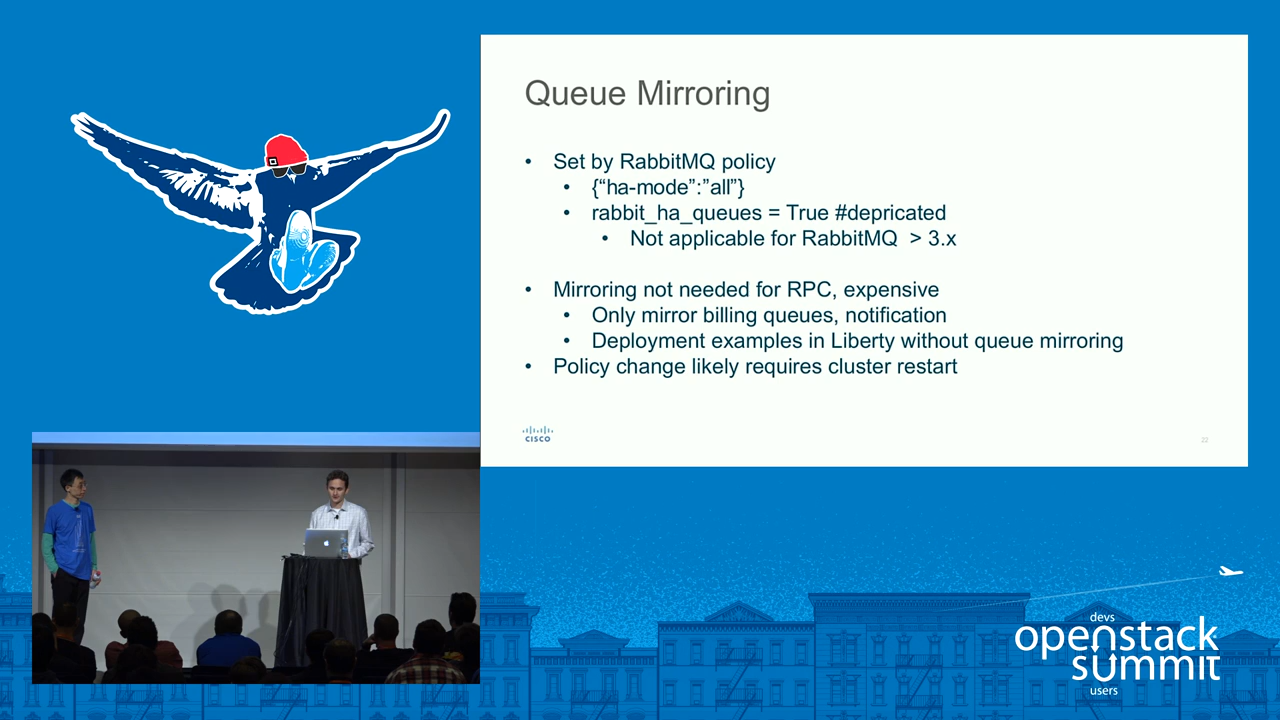 Queue Mirroring
• Set by RabbitMQ policy
• {“ha-mode”:”all”}
• rabbit_ha_queues = True #depricated
• Not applicable for RabbitMQ > 3.x
• Mirroring not needed for RPC, expensive
• Only mirror billing queues, notification
• Deployment examples in Liberty without queue mirroring
• Policy change likely requires cluster restart
CISCO
22
devs
openstack
summit
users